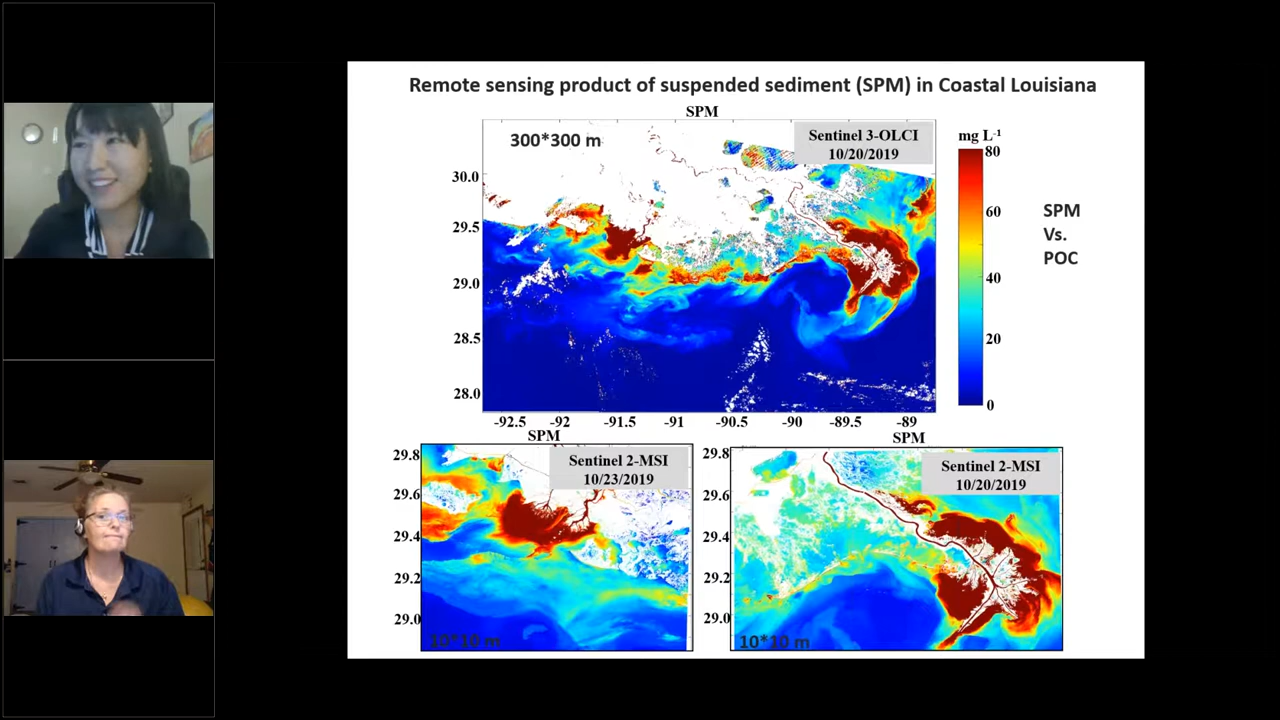 Remote sensing product of suspended sediment (SPM) in Coastal Louisiana
SPM
300*300 m
Sentinel 3-OLCI
10/20/2019
mg L⁻¹
80
60
40
20
0
SPM
Vs.
POC
30.0
29.5
29.0
28.5
28.0
-92.5 -92 -91.5 -91 -90.5 -90 -89.5 -89
SPM
Sentinel 2-MSI
10/23/2019
29.8
29.6
29.4
29.2
29.0
10*10 m
SPM
Sentinel 2-MSI
10/20/2019
29.8
29.6
29.4
29.2
29.0
10*10 m